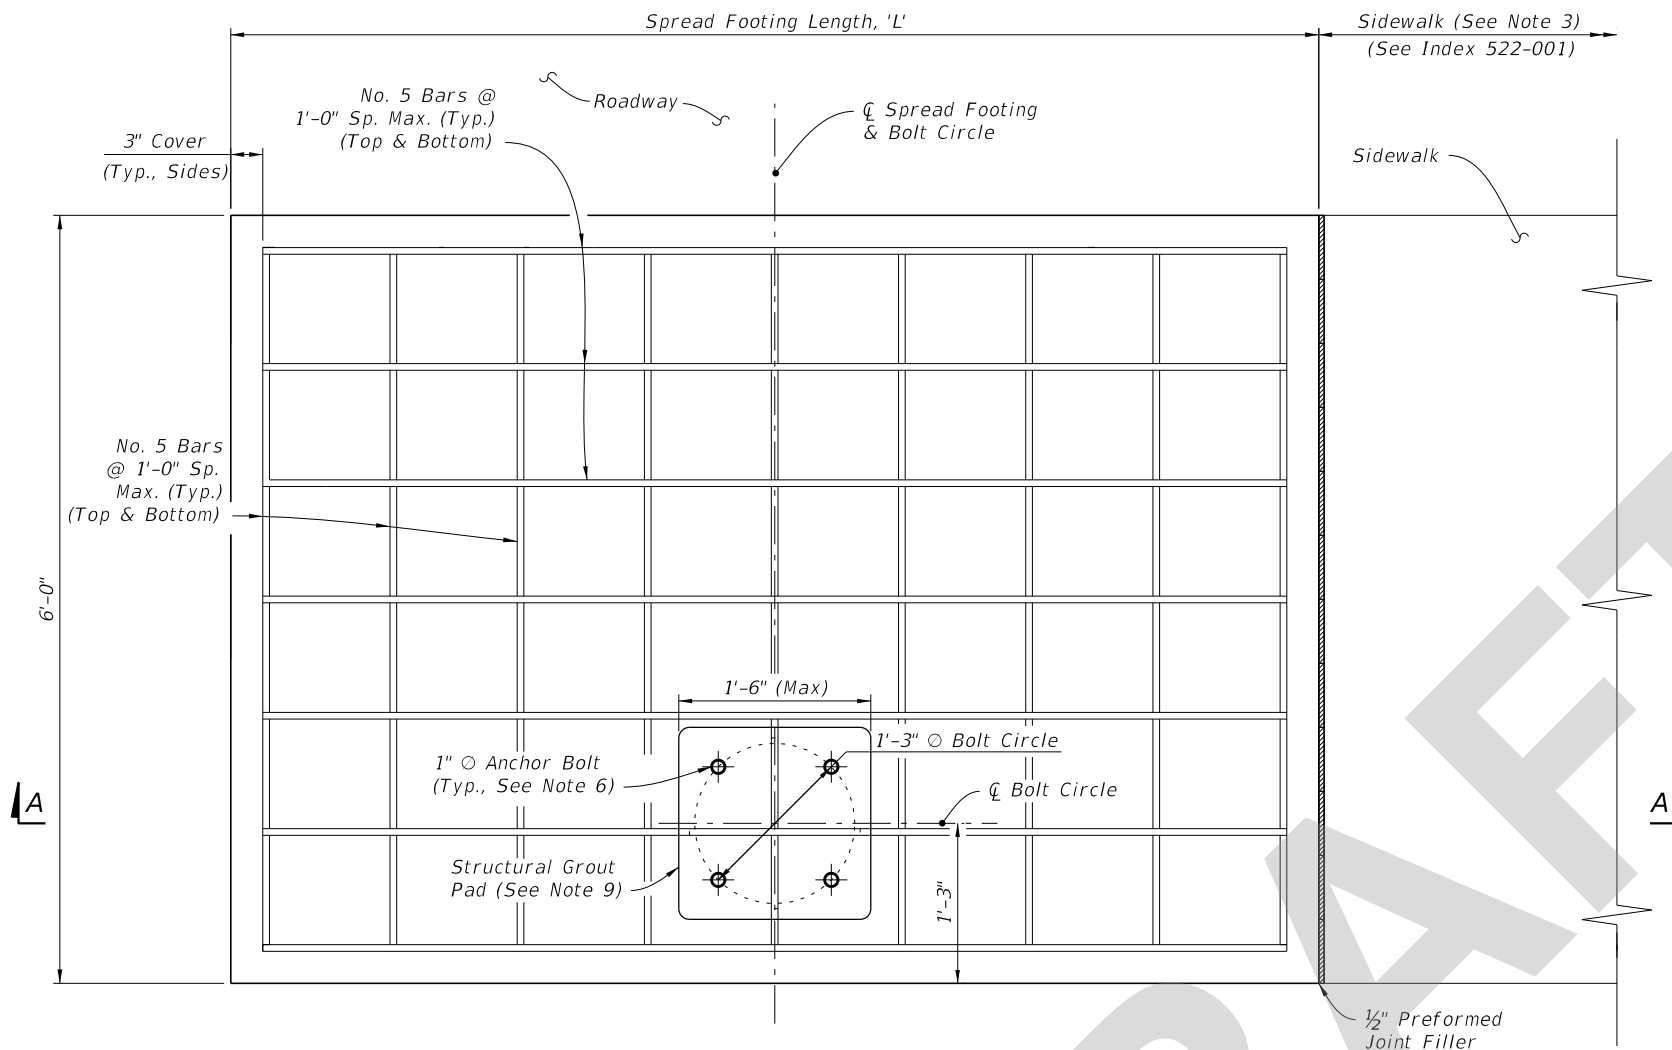 Spread Footing Length, 'L'
Sidewalk (See Note 3)
(See Index 522-001)
No. 5 Bars @
1'-0" Sp. Max. (Typ.)
(Top & Bottom)
Roadway
℄ Spread Footing
& Bolt Circle
3" Cover
(Typ., Sides)
Sidewalk
No. 5 Bars
@ 1'-0" Sp.
Max. (Typ.)
(Top & Bottom)
6'-0"
1'-6" (Max)
1'-3" ∅ Bolt Circle
1" ∅ Anchor Bolt
(Typ., See Note 6)
℄ Bolt Circle
A
A
Structural Grout
Pad (See Note 9)
1'-3"
½" Preformed
Joint Filler
RAFT